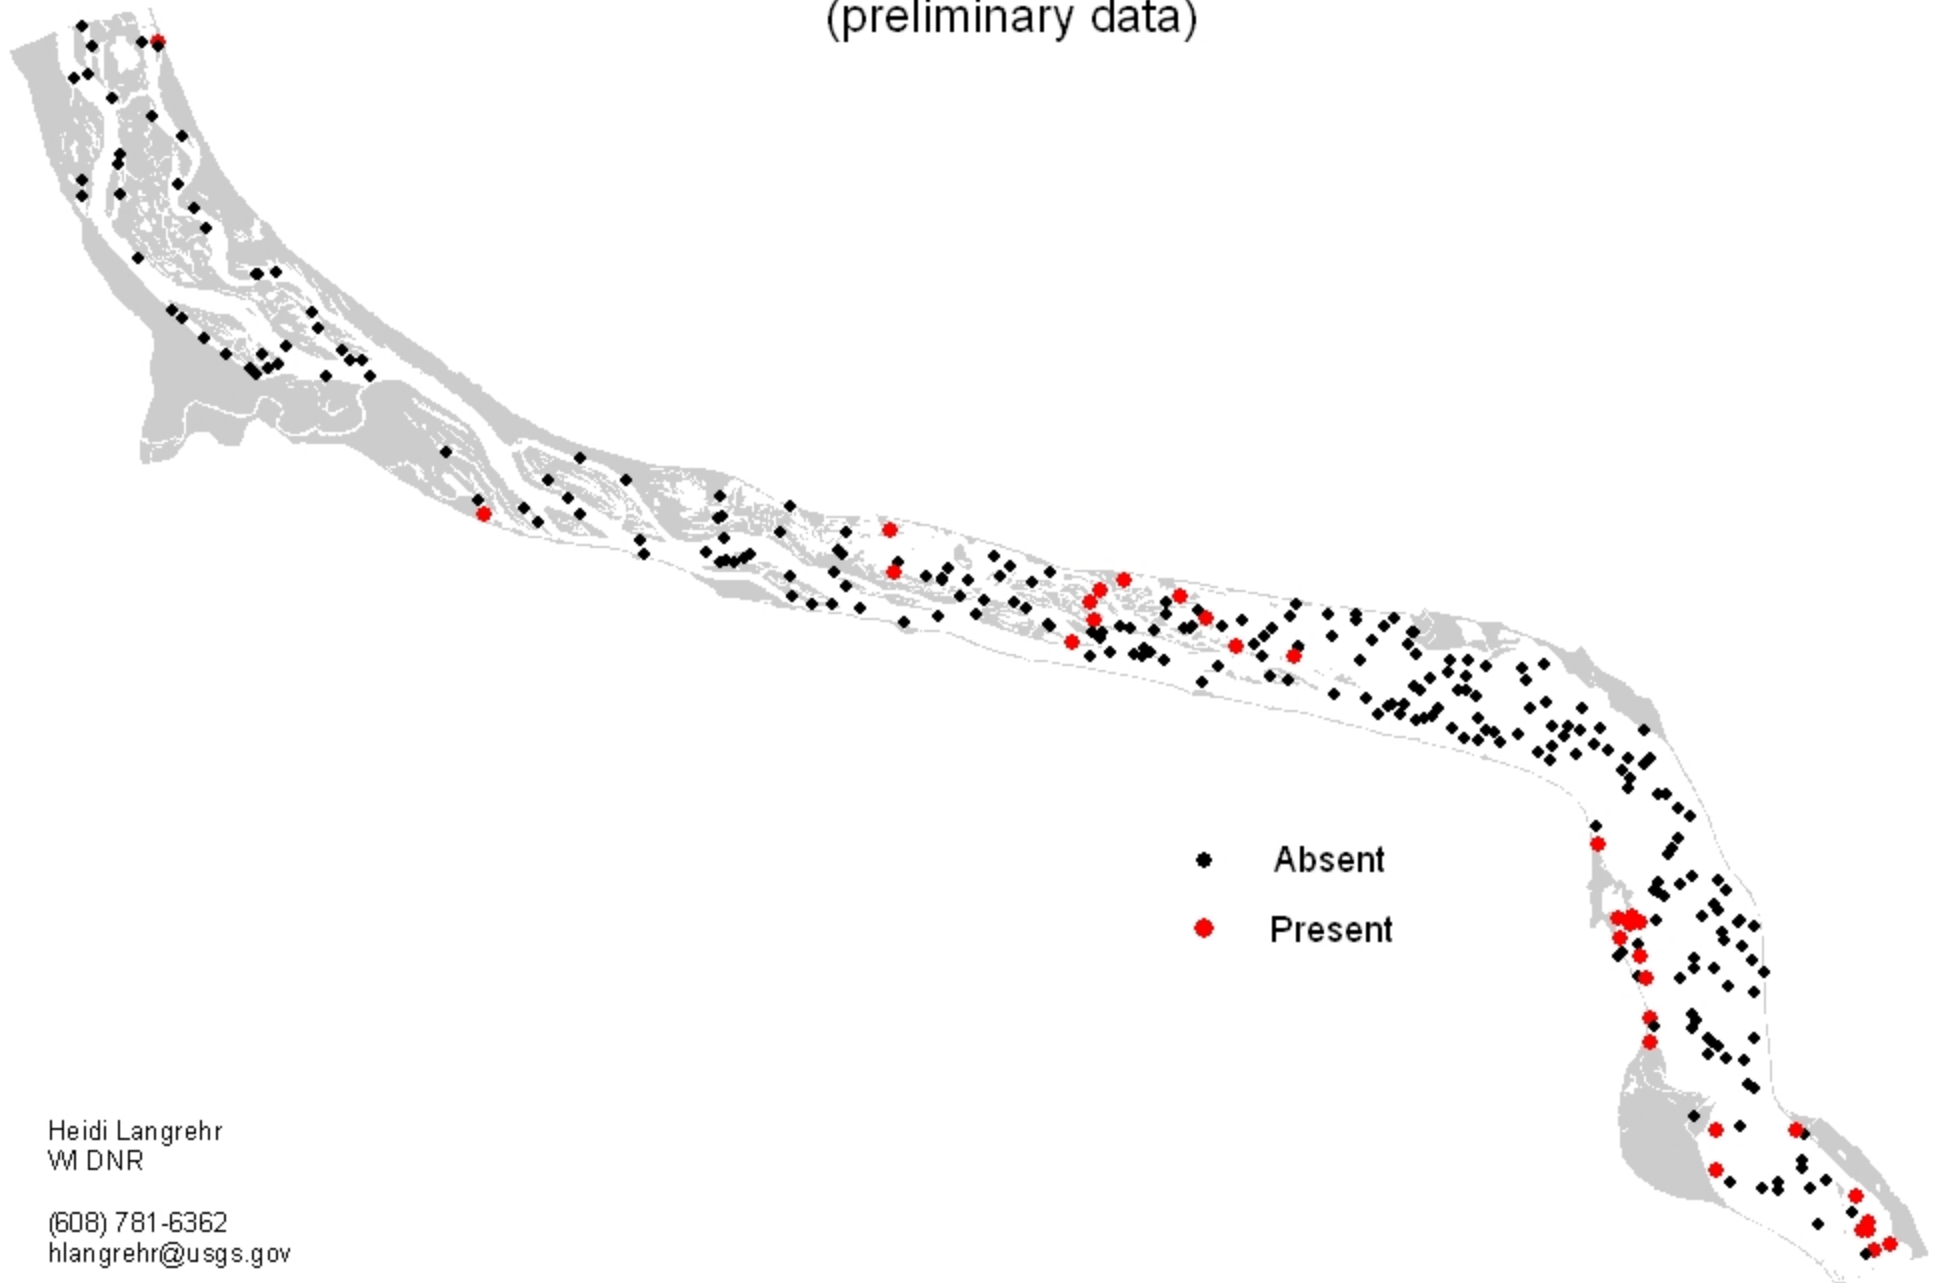 (preliminary data)
Absent
Present
Heidi Langrehr
WI DNR
(608) 781-6362
hlangrehr@usgs.gov